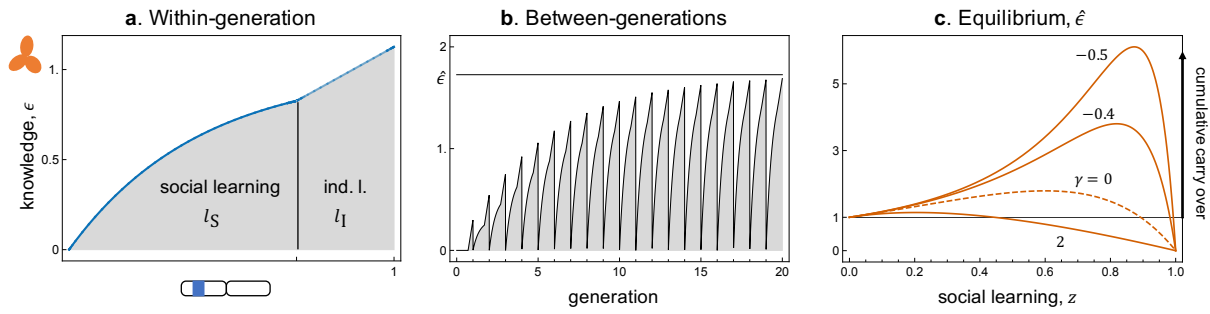 a. Within-generation
knowledge, ϵ
1.
0.5
0
social learning
l_S
ind. l.
l_I
1
b. Between-generations
2
ϵ̂
1
0
0 5 10 15 20
generation
c. Equilibrium, ϵ̂
5
3
1
0
−0.5
−0.4
γ = 0
2
0.0 0.2 0.4 0.6 0.8 1.0
social learning, z
cumulative carry over